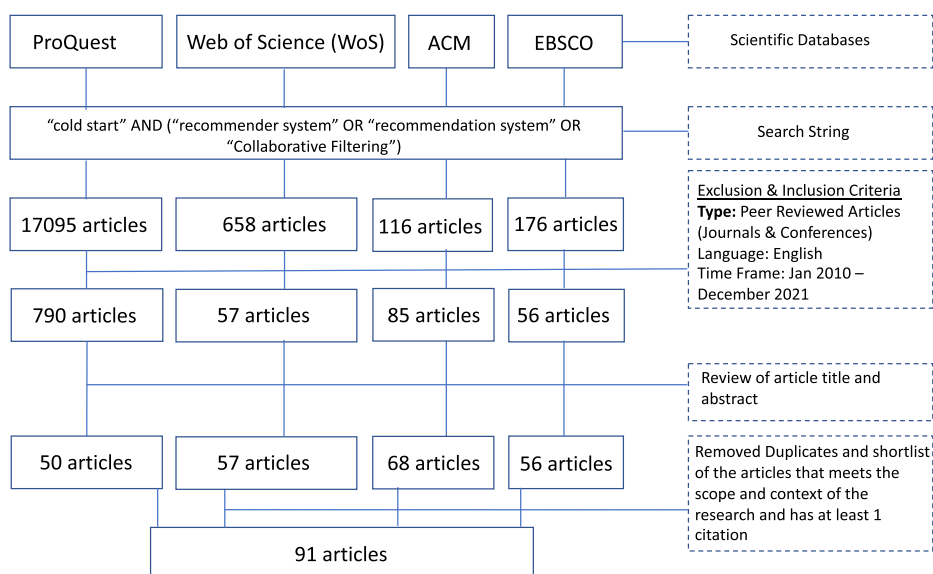 ProQuest
Web of Science (WoS)
ACM
EBSCO
Scientific Databases
“cold start” AND (“recommender system” OR “recommendation system” OR
“Collaborative Filtering”)
Search String
17095 articles
658 articles
116 articles
176 articles
Exclusion & Inclusion Criteria
Type: Peer Reviewed Articles
(Journals & Conferences)
Language: English
Time Frame: Jan 2010 –
December 2021
790 articles
57 articles
85 articles
56 articles
Review of article title and
abstract
50 articles
57 articles
68 articles
56 articles
Removed Duplicates and shortlist
of the articles that meets the
scope and context of the
research and has at least 1
citation
91 articles